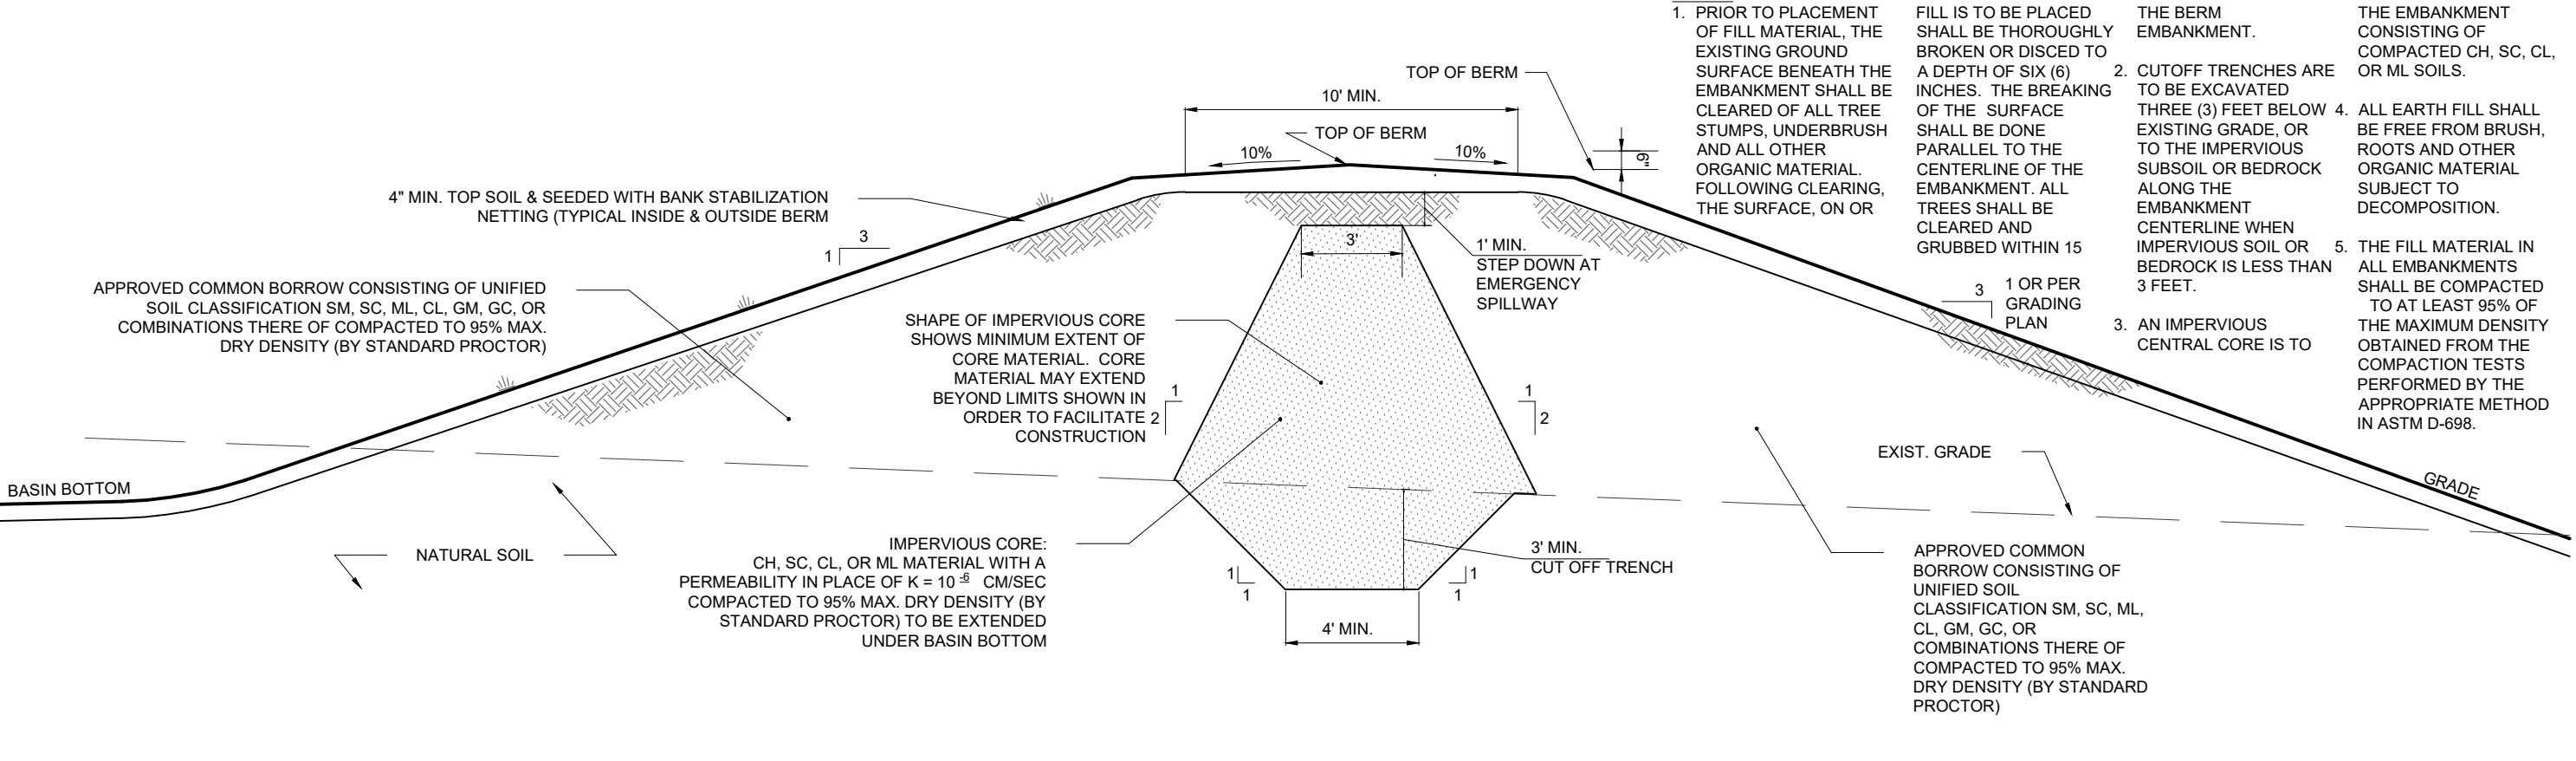 1. PRIOR TO PLACEMENT
OF FILL MATERIAL, THE
EXISTING GROUND
SURFACE BENEATH THE
EMBANKMENT SHALL BE
CLEARED OF ALL TREE
STUMPS, UNDERBRUSH
AND ALL OTHER
ORGANIC MATERIAL.
FOLLOWING CLEARING,
THE SURFACE, ON OR
FILL IS TO BE PLACED
SHALL BE THOROUGHLY
BROKEN OR DISCED TO
A DEPTH OF SIX (6)
INCHES. THE BREAKING
OF THE SURFACE
SHALL BE DONE
PARALLEL TO THE
CENTERLINE OF THE
EMBANKMENT. ALL
TREES SHALL BE
CLEARED AND
GRUBBED WITHIN 15
THE BERM
EMBANKMENT.
2. CUTOFF TRENCHES ARE
TO BE EXCAVATED
THREE (3) FEET BELOW
EXISTING GRADE, OR
TO THE IMPERVIOUS
SUBSOIL OR BEDROCK
ALONG THE
EMBANKMENT
CENTERLINE WHEN
IMPERVIOUS SOIL OR
BEDROCK IS LESS THAN
3 FEET.
3. AN IMPERVIOUS
CENTRAL CORE IS TO
THE EMBANKMENT
CONSISTING OF
COMPACTED CH, SC, CL,
OR ML SOILS.
4. ALL EARTH FILL SHALL
BE FREE FROM BRUSH,
ROOTS AND OTHER
ORGANIC MATERIAL
SUBJECT TO
DECOMPOSITION.
5. THE FILL MATERIAL IN
ALL EMBANKMENTS
SHALL BE COMPACTED
TO AT LEAST 95% OF
THE MAXIMUM DENSITY
OBTAINED FROM THE
COMPACTION TESTS
PERFORMED BY THE
APPROPRIATE METHOD
IN ASTM D-698.
TOP OF BERM
10' MIN.
TOP OF BERM
10%
10%
6"
4" MIN. TOP SOIL & SEEDED WITH BANK STABILIZATION
NETTING (TYPICAL INSIDE & OUTSIDE BERM
3
1
3'
1' MIN.
STEP DOWN AT
EMERGENCY
SPILLWAY
APPROVED COMMON BORROW CONSISTING OF UNIFIED
SOIL CLASSIFICATION SM, SC, ML, CL, GM, GC, OR
COMBINATIONS THERE OF COMPACTED TO 95% MAX.
DRY DENSITY (BY STANDARD PROCTOR)
3
1 OR PER
GRADING
PLAN
SHAPE OF IMPERVIOUS CORE
SHOWS MINIMUM EXTENT OF
CORE MATERIAL. CORE
MATERIAL MAY EXTEND
BEYOND LIMITS SHOWN IN
ORDER TO FACILITATE
CONSTRUCTION
1
2
1
2
EXIST. GRADE
BASIN BOTTOM
GRADE
NATURAL SOIL
IMPERVIOUS CORE:
CH, SC, CL, OR ML MATERIAL WITH A
PERMEABILITY IN PLACE OF K = 10 -6 CM/SEC
COMPACTED TO 95% MAX. DRY DENSITY (BY
STANDARD PROCTOR) TO BE EXTENDED
UNDER BASIN BOTTOM
3' MIN.
CUT OFF TRENCH
1
1
1
1
4' MIN.
APPROVED COMMON
BORROW CONSISTING OF
UNIFIED SOIL
CLASSIFICATION SM, SC, ML,
CL, GM, GC, OR
COMBINATIONS THERE OF
COMPACTED TO 95% MAX.
DRY DENSITY (BY STANDARD
PROCTOR)